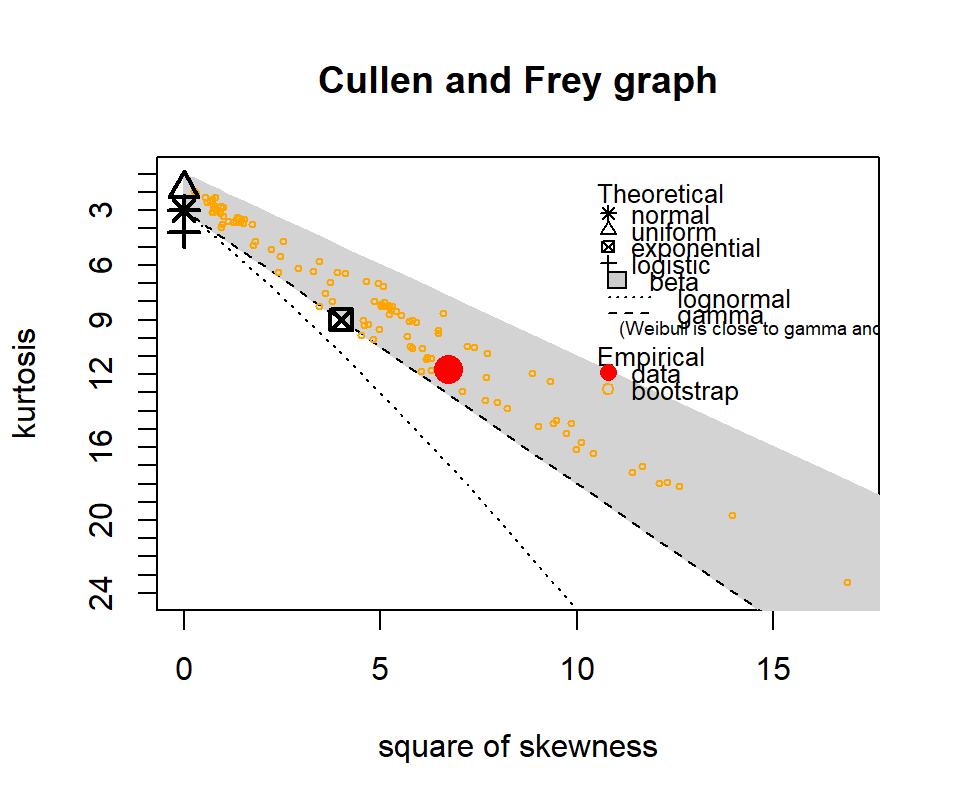 Cullen and Frey graph
kurtosis
3
6
9
12
16
20
24
Theoretical
normal
uniform
exponential
logistic
beta
lognormal
gamma
(Weibull is close to gamma and
Empirical
data
bootstrap
0 5 10 15
square of skewness